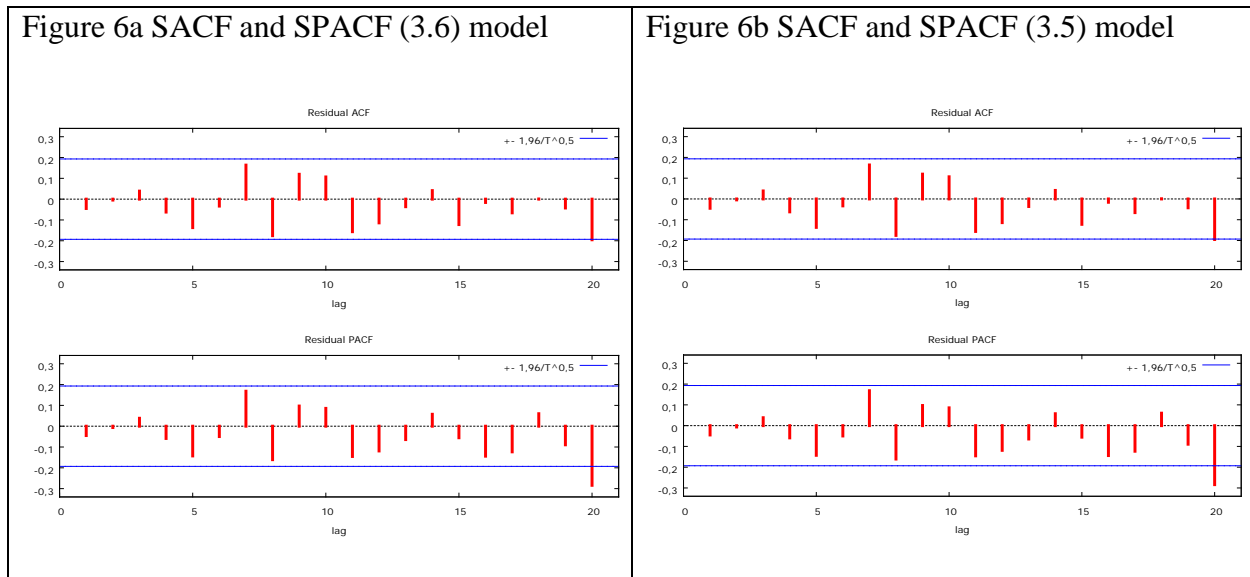 Figure 6a SACF and SPACF (3.6) model
Residual ACF
+- 1,96/T^0,5
0,3
0,2
0,1
0
-0,1
-0,2
-0,3
0 5 10 15 20
lag
Residual PACF
+- 1,96/T^0,5
0,3
0,2
0,1
0
-0,1
-0,2
-0,3
0 5 10 15 20
lag
Figure 6b SACF and SPACF (3.5) model
Residual ACF
+- 1,96/T^0,5
0,3
0,2
0,1
0
-0,1
-0,2
-0,3
0 5 10 15 20
lag
Residual PACF
+- 1,96/T^0,5
0,3
0,2
0,1
0
-0,1
-0,2
-0,3
0 5 10 15 20
lag